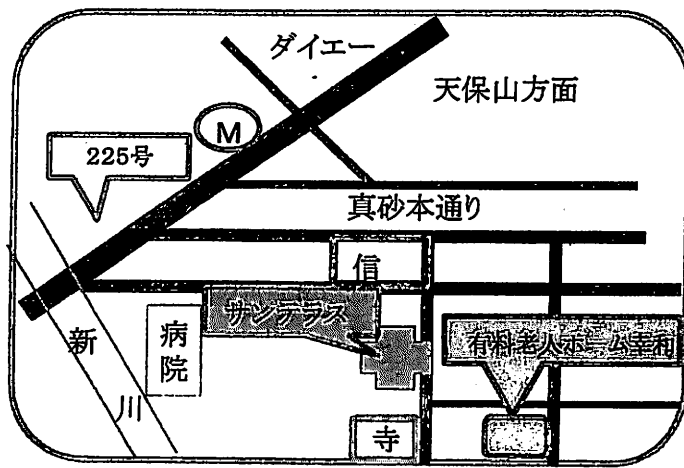 ダイエー
天保山方面
M
225号
真砂本通り
信
サンテラス
新川
病院
有料老人ホーム幸利
寺